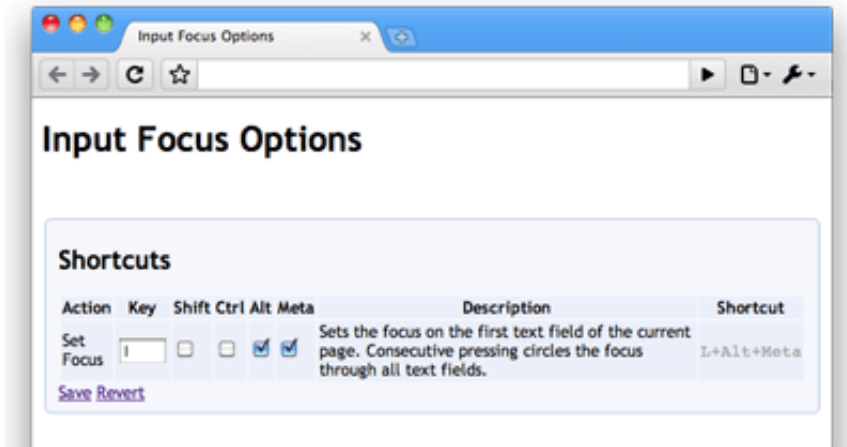 Input Focus Options
Input Focus Options
Shortcuts
Action Key Shift Ctrl Alt Meta Description Shortcut
Set Focus l Sets the focus on the first text field of the current page. Consecutive pressing circles the focus through all text fields. L+Alt+Meta
Save Revert